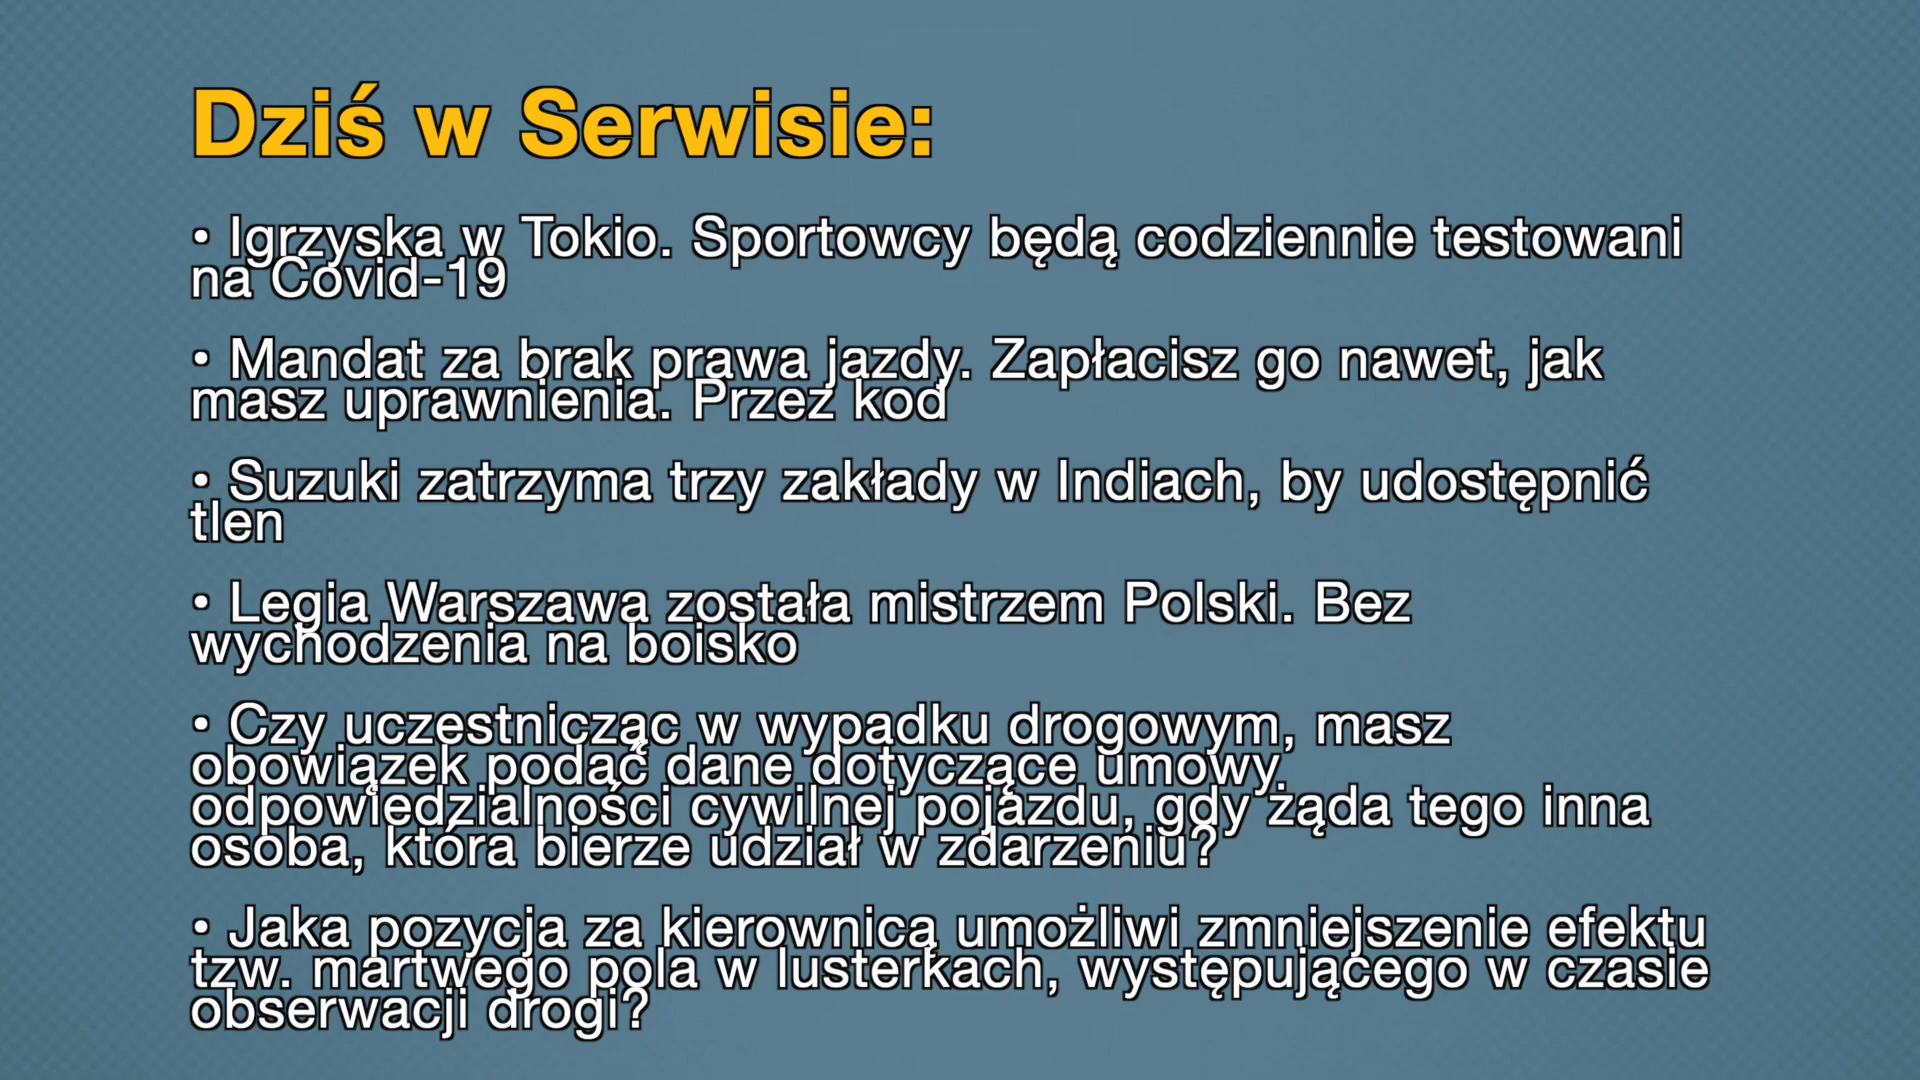 Dziś w Serwisie:
• Igrzyska w Tokio. Sportowcy będą codziennie testowani
na Covid-19
• Mandat za brak prawa jazdy. Zapłacisz go nawet, jak
masz uprawnienia. Przez kod
• Suzuki zatrzyma trzy zakłady w Indiach, by udostępnić
tlen
• Legia Warszawa została mistrzem Polski. Bez
wychodzenia na boisko
• Czy uczestnicząc w wypadku drogowym, masz
obowiązek podać dane dotyczące umowy
odpowiedzialności cywilnej pojazdu, gdy żąda tego inna
osoba, która bierze udział w zdarzeniu?
• Jaka pozycja za kierownicą umożliwi zmniejszenie efektu
tzw. martwego pola w lusterkach, występującego w czasie
obserwacji drogi?